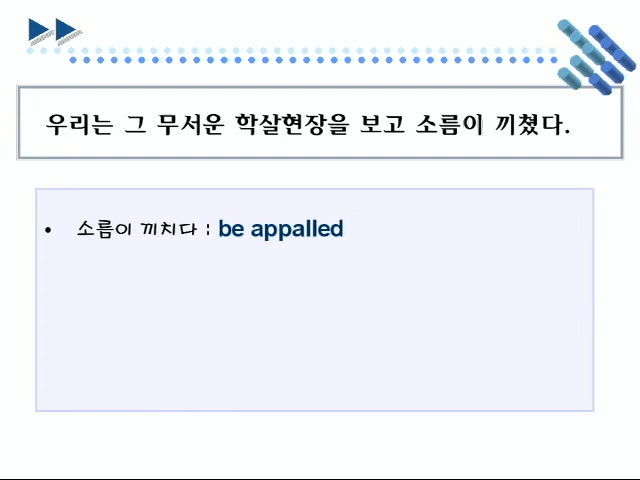 우리는 그 무서운 학살현장을 보고 소름이 끼쳤다.
• 소름이 끼치다 : be appalled